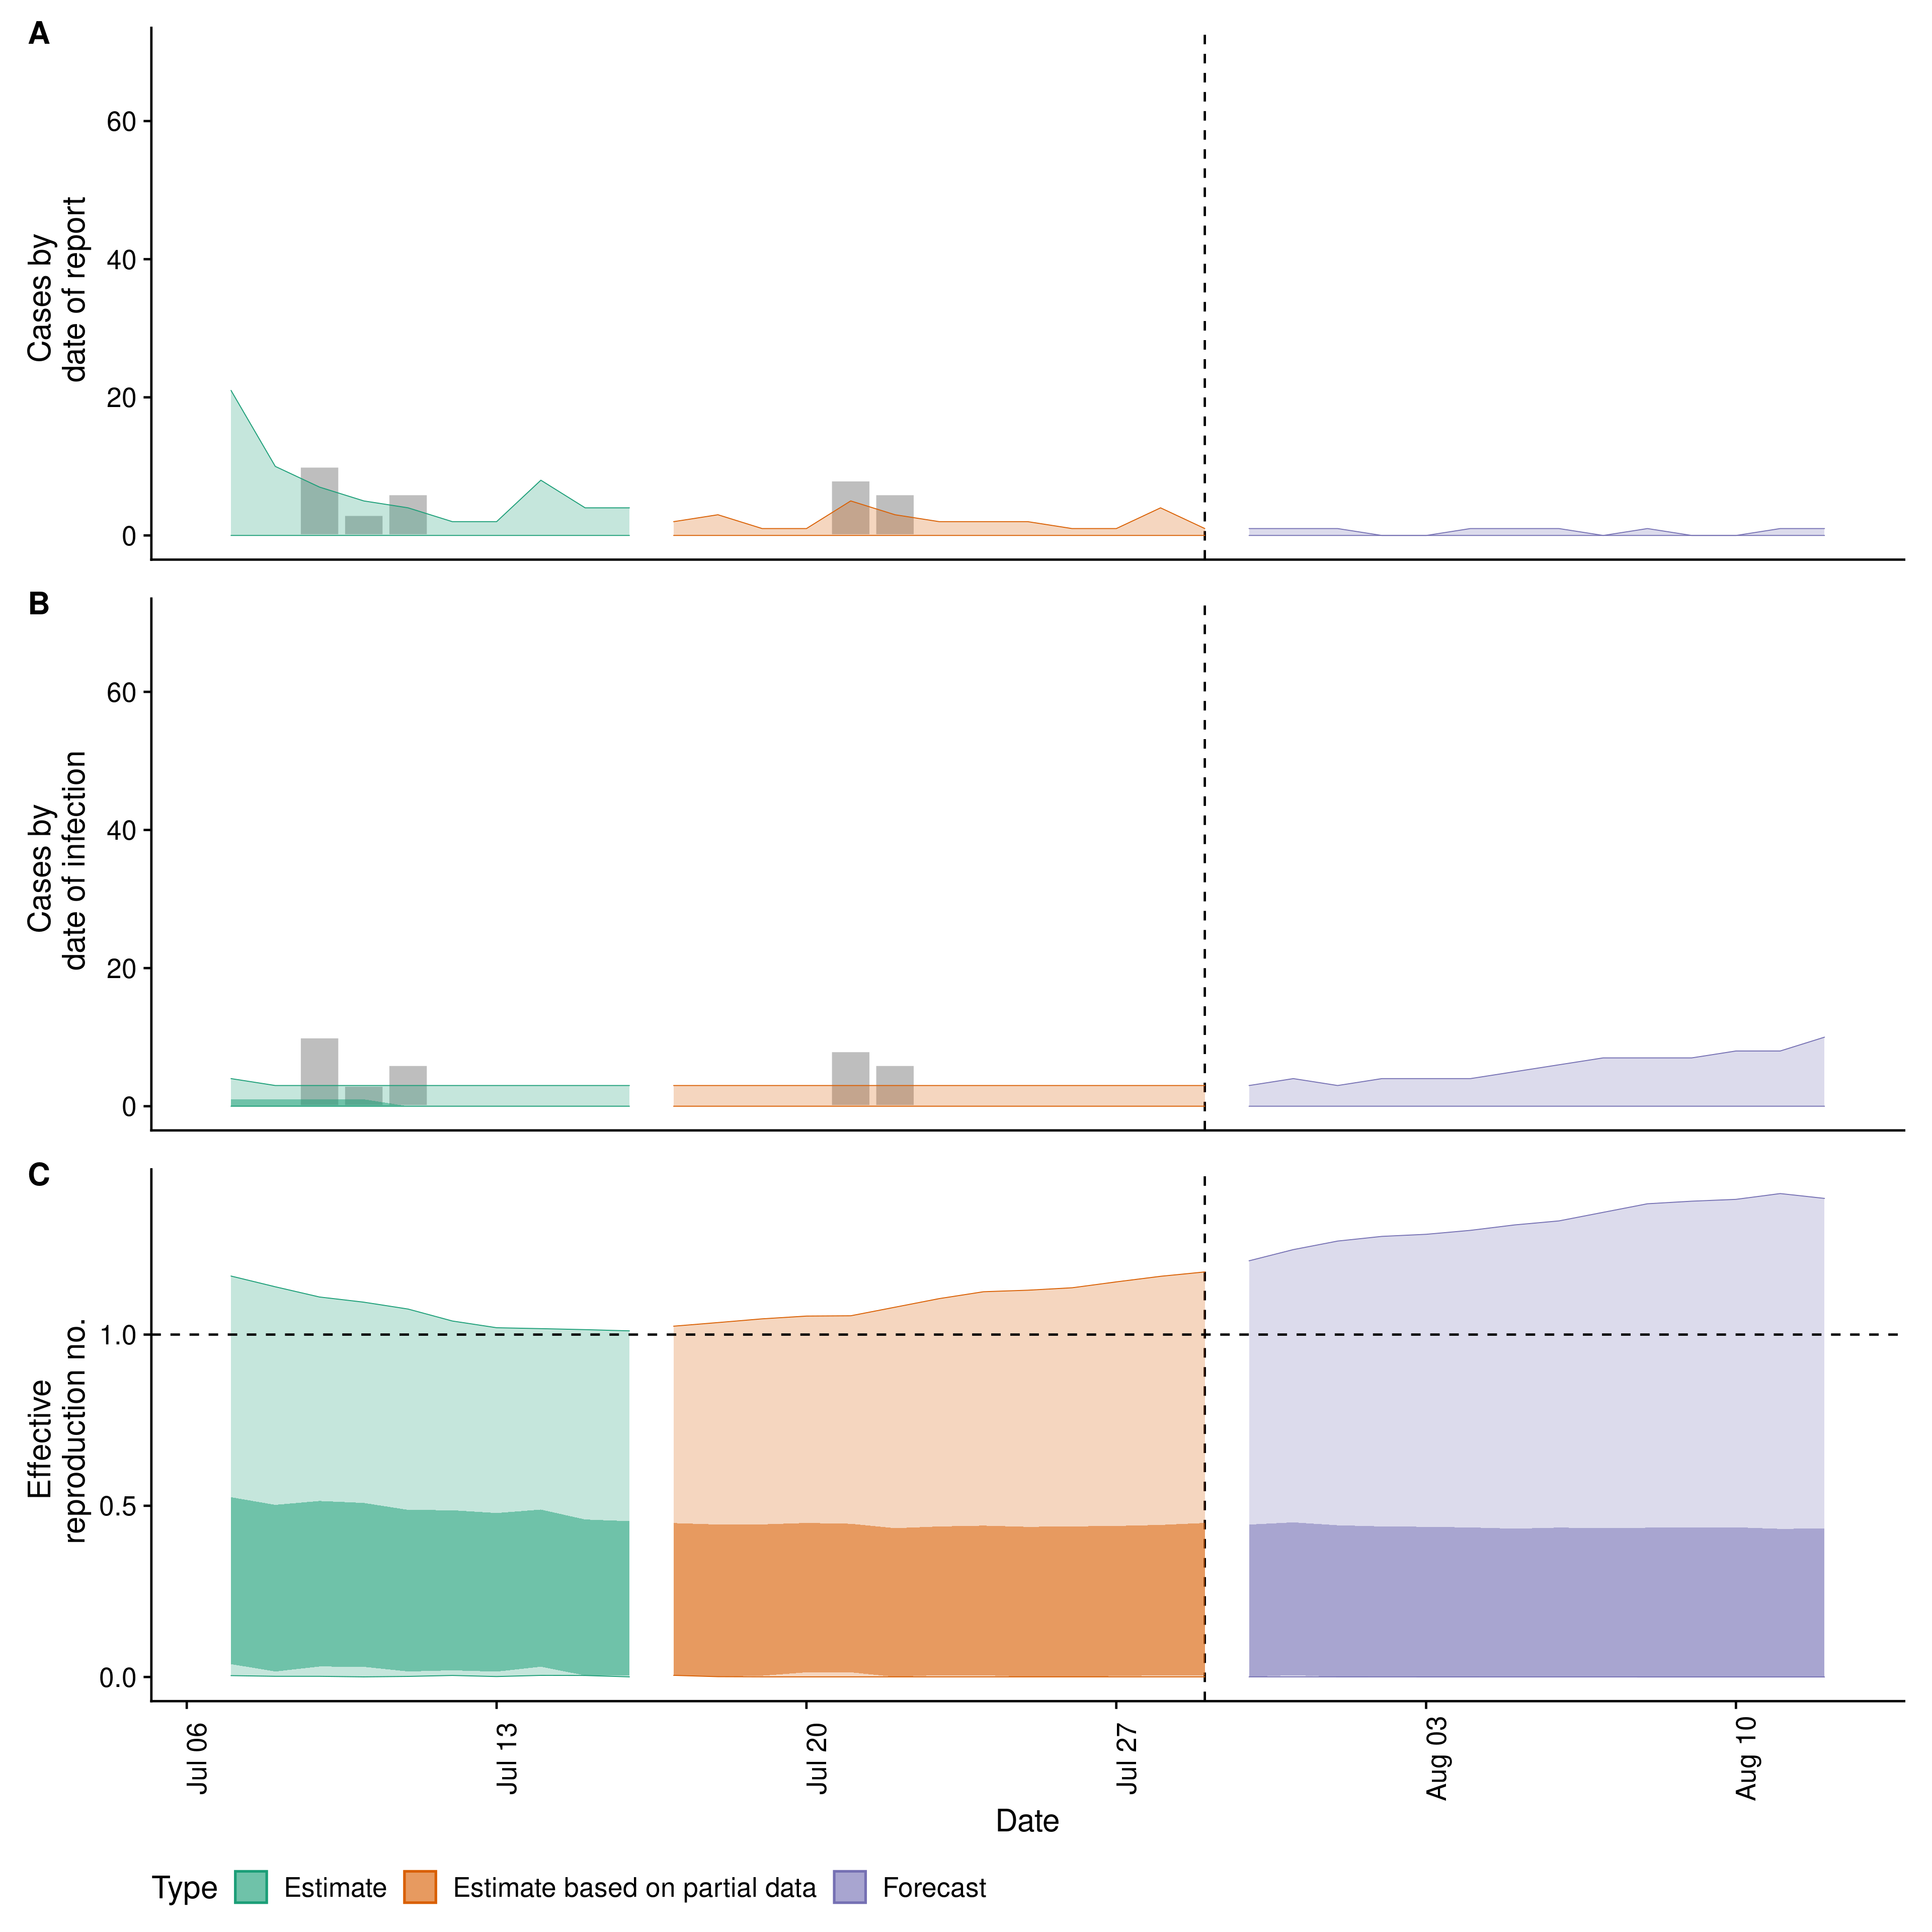 A
Cases by
date of report
60
40
20
0
B
Cases by
date of infection
60
40
20
0
C
Effective
reproduction no.
1.0
0.5
0.0
Jul 06
Jul 13
Jul 20
Jul 27
Aug 03
Aug 10
Date
Type Estimate Estimate based on partial data Forecast